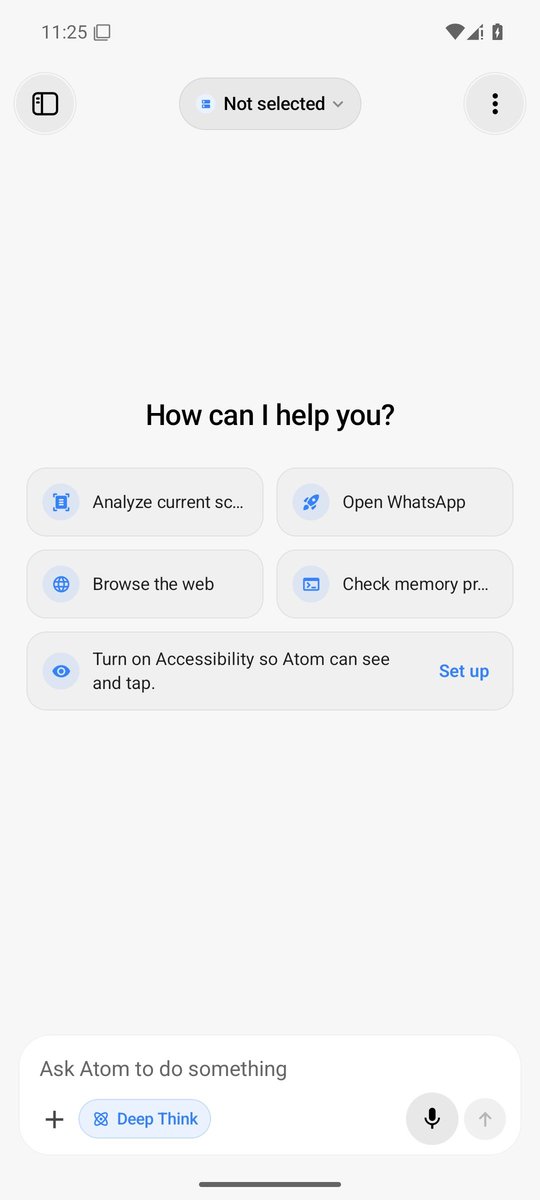 11:25
Not selected
How can I help you?
Analyze current sc...
Open WhatsApp
Browse the web
Check memory pr...
Turn on Accessibility so Atom can see
and tap.
Set up
Ask Atom to do something
Deep Think